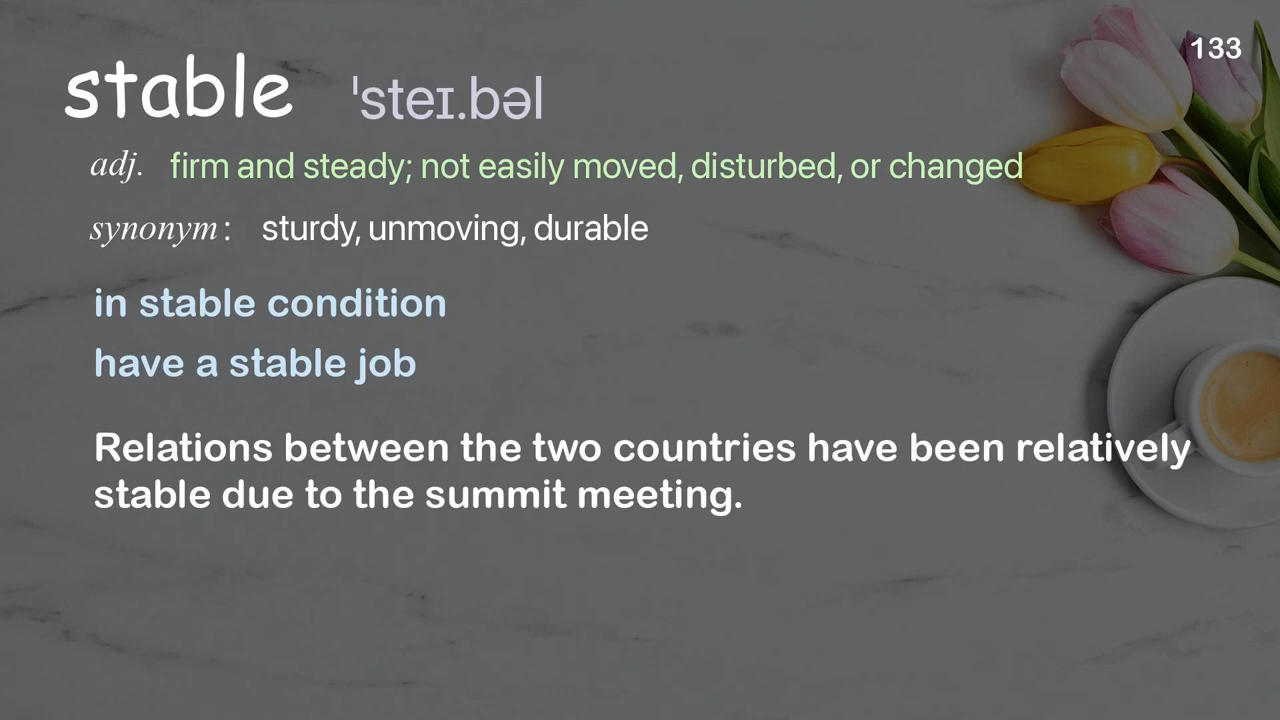 133
stable ˈsteɪ.bəl
adj. firm and steady; not easily moved, disturbed, or changed
synonym: sturdy, unmoving, durable
in stable condition
have a stable job
Relations between the two countries have been relatively
stable due to the summit meeting.